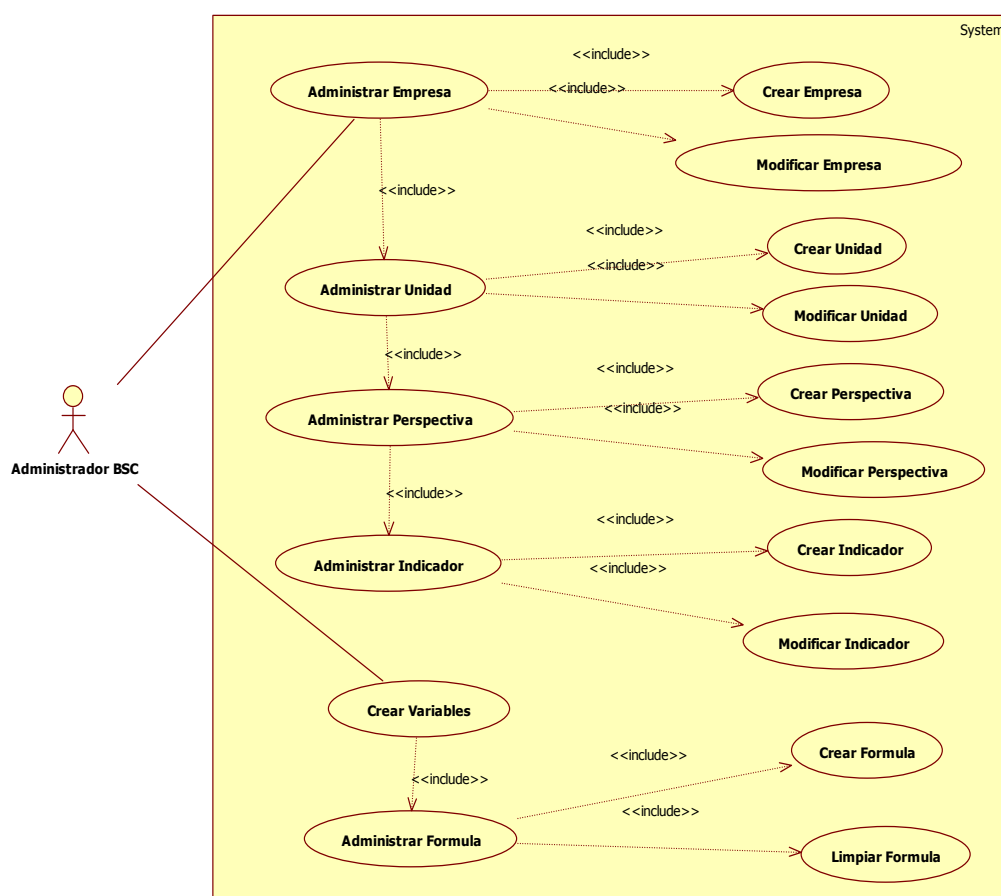 System
<<include>>
Administrar Empresa
<<include>>
Crear Empresa
Modificar Empresa
<<include>>
<<include>>
Crear Unidad
<<include>>
Administrar Unidad
Modificar Unidad
<<include>>
<<include>>
Crear Perspectiva
<<include>>
Administrar Perspectiva
Administrador BSC
Modificar Perspectiva
<<include>>
<<include>>
Crear Indicador
<<include>>
Administrar Indicador
Modificar Indicador
Crear Variables
<<include>>
Crear Formula
<<include>>
<<include>>
Administrar Formula
Limpiar Formula